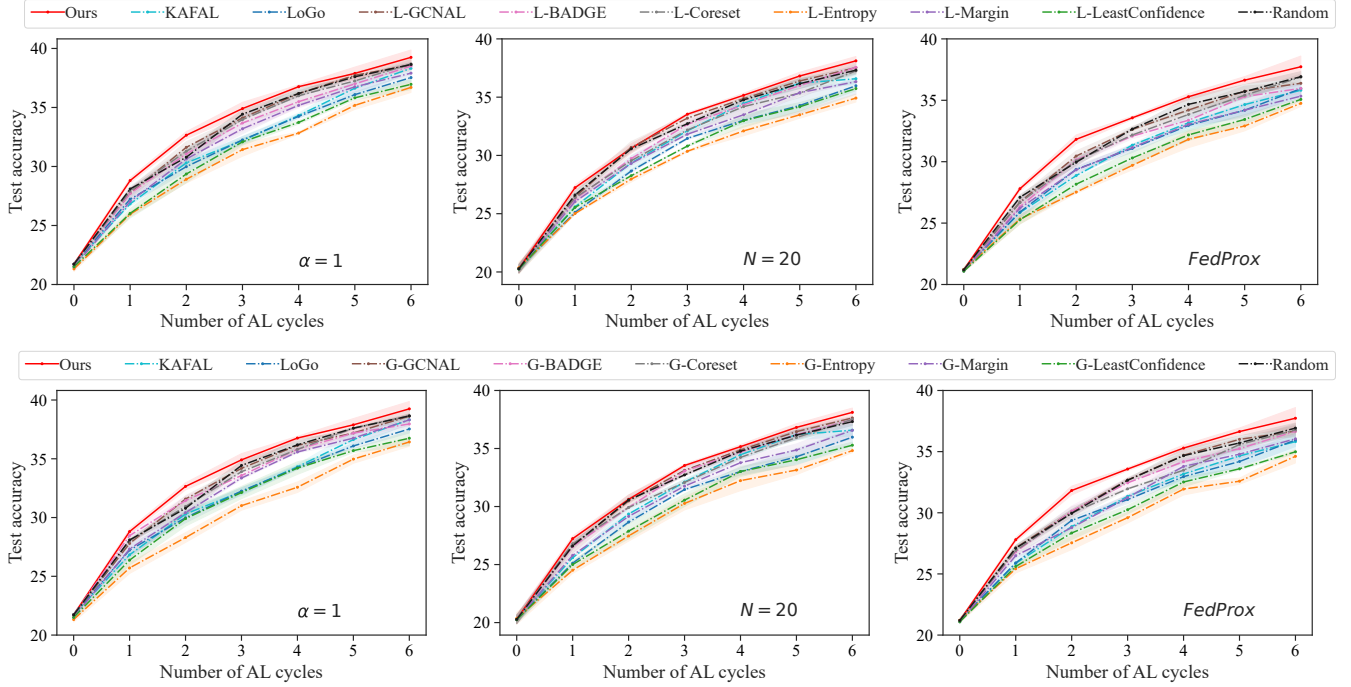 Ours KAFAL LoGo L-GCNAL L-BADGE L-Coreset L-Entropy L-Margin L-LeastConfidence Random
Test accuracy
40
35
30
25
20
α = 1
0 1 2 3 4 5 6
Number of AL cycles
Test accuracy
40
35
30
25
20
N = 20
0 1 2 3 4 5 6
Number of AL cycles
Test accuracy
40
35
30
25
20
FedProx
0 1 2 3 4 5 6
Number of AL cycles
Ours KAFAL LoGo G-GCNAL G-BADGE G-Coreset G-Entropy G-Margin G-LeastConfidence Random
Test accuracy
40
35
30
25
20
α = 1
0 1 2 3 4 5 6
Number of AL cycles
Test accuracy
40
35
30
25
20
N = 20
0 1 2 3 4 5 6
Number of AL cycles
Test accuracy
40
35
30
25
20
FedProx
0 1 2 3 4 5 6
Number of AL cycles